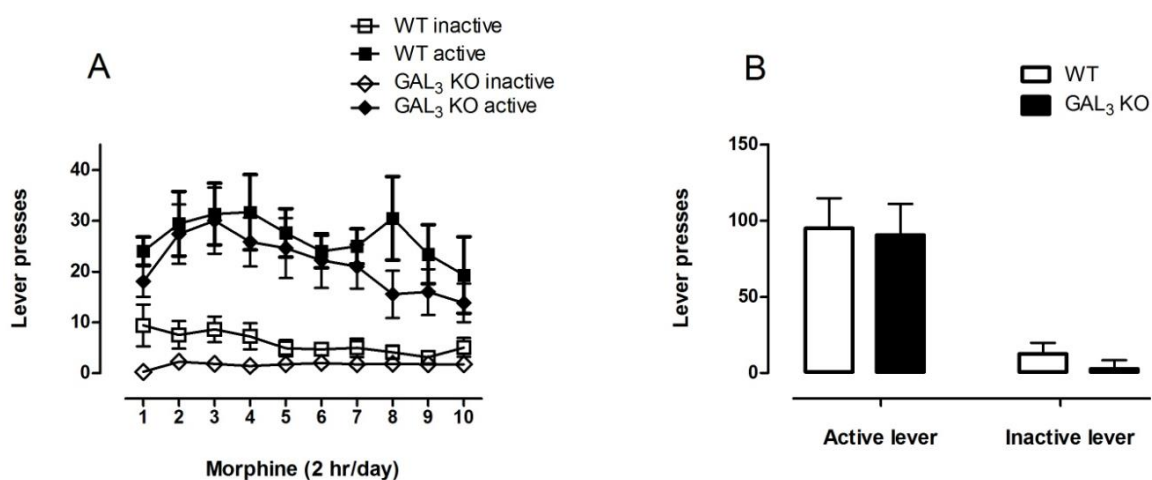 A
WT inactive
WT active
GAL₃ KO inactive
GAL₃ KO active
Lever presses
40
30
20
10
0
1 2 3 4 5 6 7 8 9 10
Morphine (2 hr/day)
B
WT
GAL₃ KO
Lever presses
150
100
50
0
Active lever Inactive lever